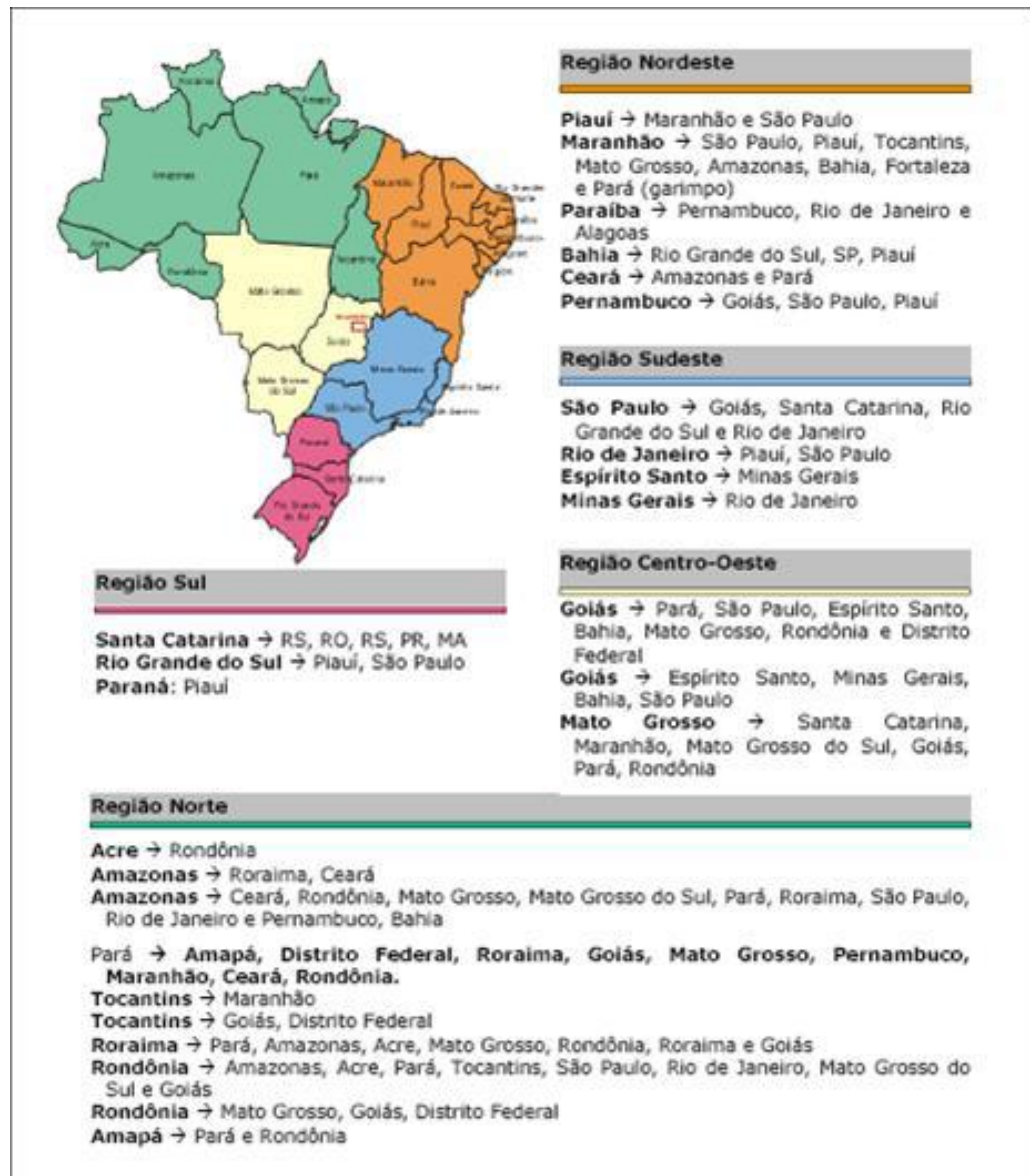 Roraima
Amapá
Amazonas
Pará
Maranhão
Ceará
Rio Grande
Piauí
Acre
Rondônia
Tocantins
Bahia
Mato Grosso
Goiás
Minas Gerais
Mato Grosso
do Sul
Espírito Santo
São Paulo
Rio de Janeiro
Paraná
Santa Catarina
Rio Grande
do Sul
Região Nordeste
Piauí → Maranhão e São Paulo
Maranhão → São Paulo, Piauí, Tocantins,
Mato Grosso, Amazonas, Bahia, Fortaleza
e Pará (garimpo)
Paraíba → Pernambuco, Rio de Janeiro e
Alagoas
Bahia → Rio Grande do Sul, SP, Piauí
Ceará → Amazonas e Pará
Pernambuco → Goiás, São Paulo, Piauí
Região Sudeste
São Paulo → Goiás, Santa Catarina, Rio
Grande do Sul e Rio de Janeiro
Rio de Janeiro → Piauí, São Paulo
Espírito Santo → Minas Gerais
Minas Gerais → Rio de Janeiro
Região Sul
Santa Catarina → RS, RO, RS, PR, MA
Rio Grande do Sul → Piauí, São Paulo
Paraná: Piauí
Região Centro-Oeste
Goiás → Pará, São Paulo, Espírito Santo,
Bahia, Mato Grosso, Rondônia e Distrito
Federal
Goiás → Espírito Santo, Minas Gerais,
Bahia, São Paulo
Mato Grosso → Santa Catarina,
Maranhão, Mato Grosso do Sul, Goiás,
Pará, Rondônia
Região Norte
Acre → Rondônia
Amazonas → Roraima, Ceará
Amazonas → Ceará, Rondônia, Mato Grosso, Mato Grosso do Sul, Pará, Roraima, São Paulo,
Rio de Janeiro e Pernambuco, Bahia
Pará → Amapá, Distrito Federal, Roraima, Goiás, Mato Grosso, Pernambuco,
Maranhão, Ceará, Rondônia.
Tocantins → Maranhão
Tocantins → Goiás, Distrito Federal
Roraima → Pará, Amazonas, Acre, Mato Grosso, Rondônia, Roraima e Goiás
Rondônia → Amazonas, Acre, Pará, Tocantins, São Paulo, Rio de Janeiro, Mato Grosso do
Sul e Goiás
Rondônia → Mato Grosso, Goiás, Distrito Federal
Amapá → Pará e Rondônia